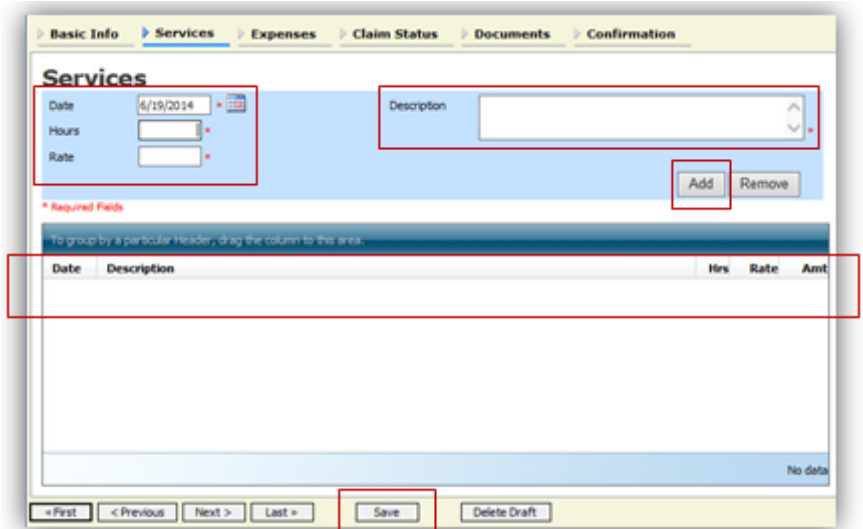 Basic Info Services Expenses Claim Status Documents Confirmation
Services
Date 6/19/2014 * Description *
Hours *
Rate *
Add Remove
* Required Fields
To group by a particular Header, drag the column to this area.
Date Description Hrs Rate Amt
No data
«First < Previous Next > Last » Save Delete Draft